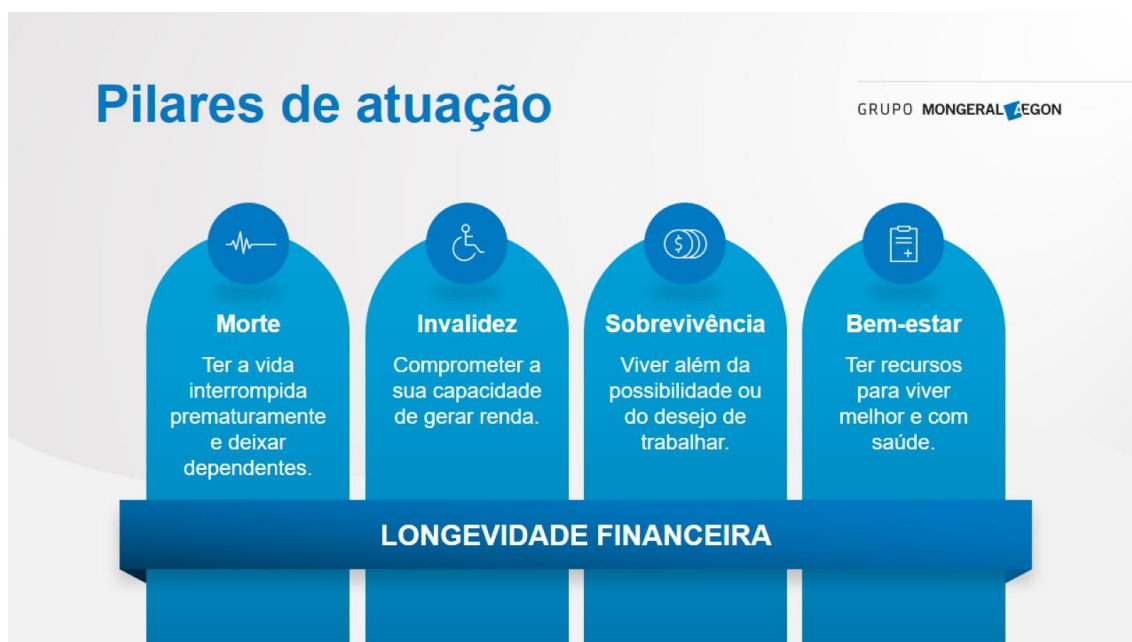 Pilares de atuação
GRUPO MONGERAL AEGON
Morte
Ter a vida
interrompida
prematuramente
e deixar
dependentes.
Invalidez
Comprometer a
sua capacidade
de gerar renda.
Sobrevivência
Viver além da
possibilidade ou
do desejo de
trabalhar.
Bem-estar
Ter recursos
para viver
melhor e com
saúde.
LONGEVIDADE FINANCEIRA